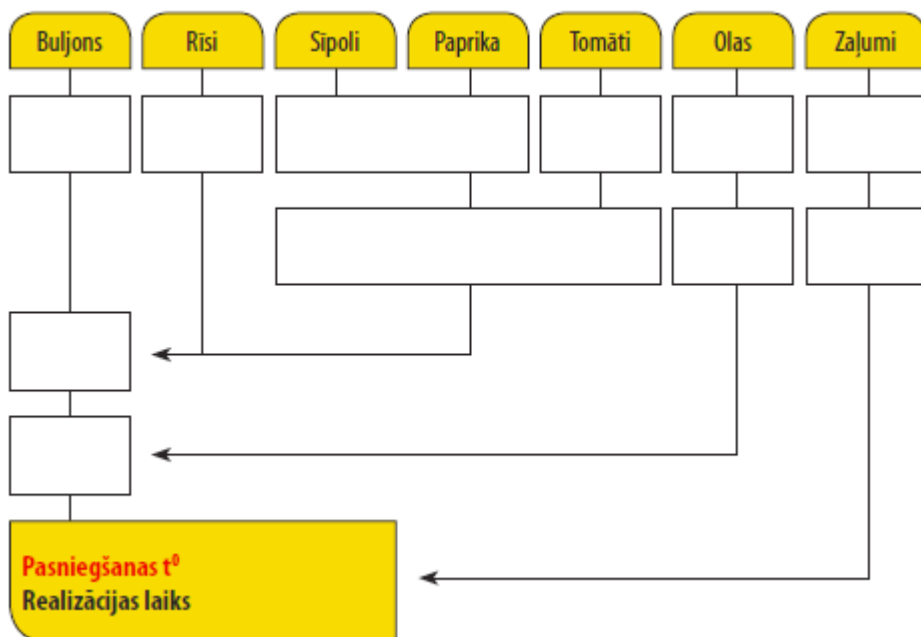 Buljons
Rīsi
Sīpoli
Paprika
Tomāti
Olas
Zaļumi
Pasniegšanas t⁰
Realizācijas laiks